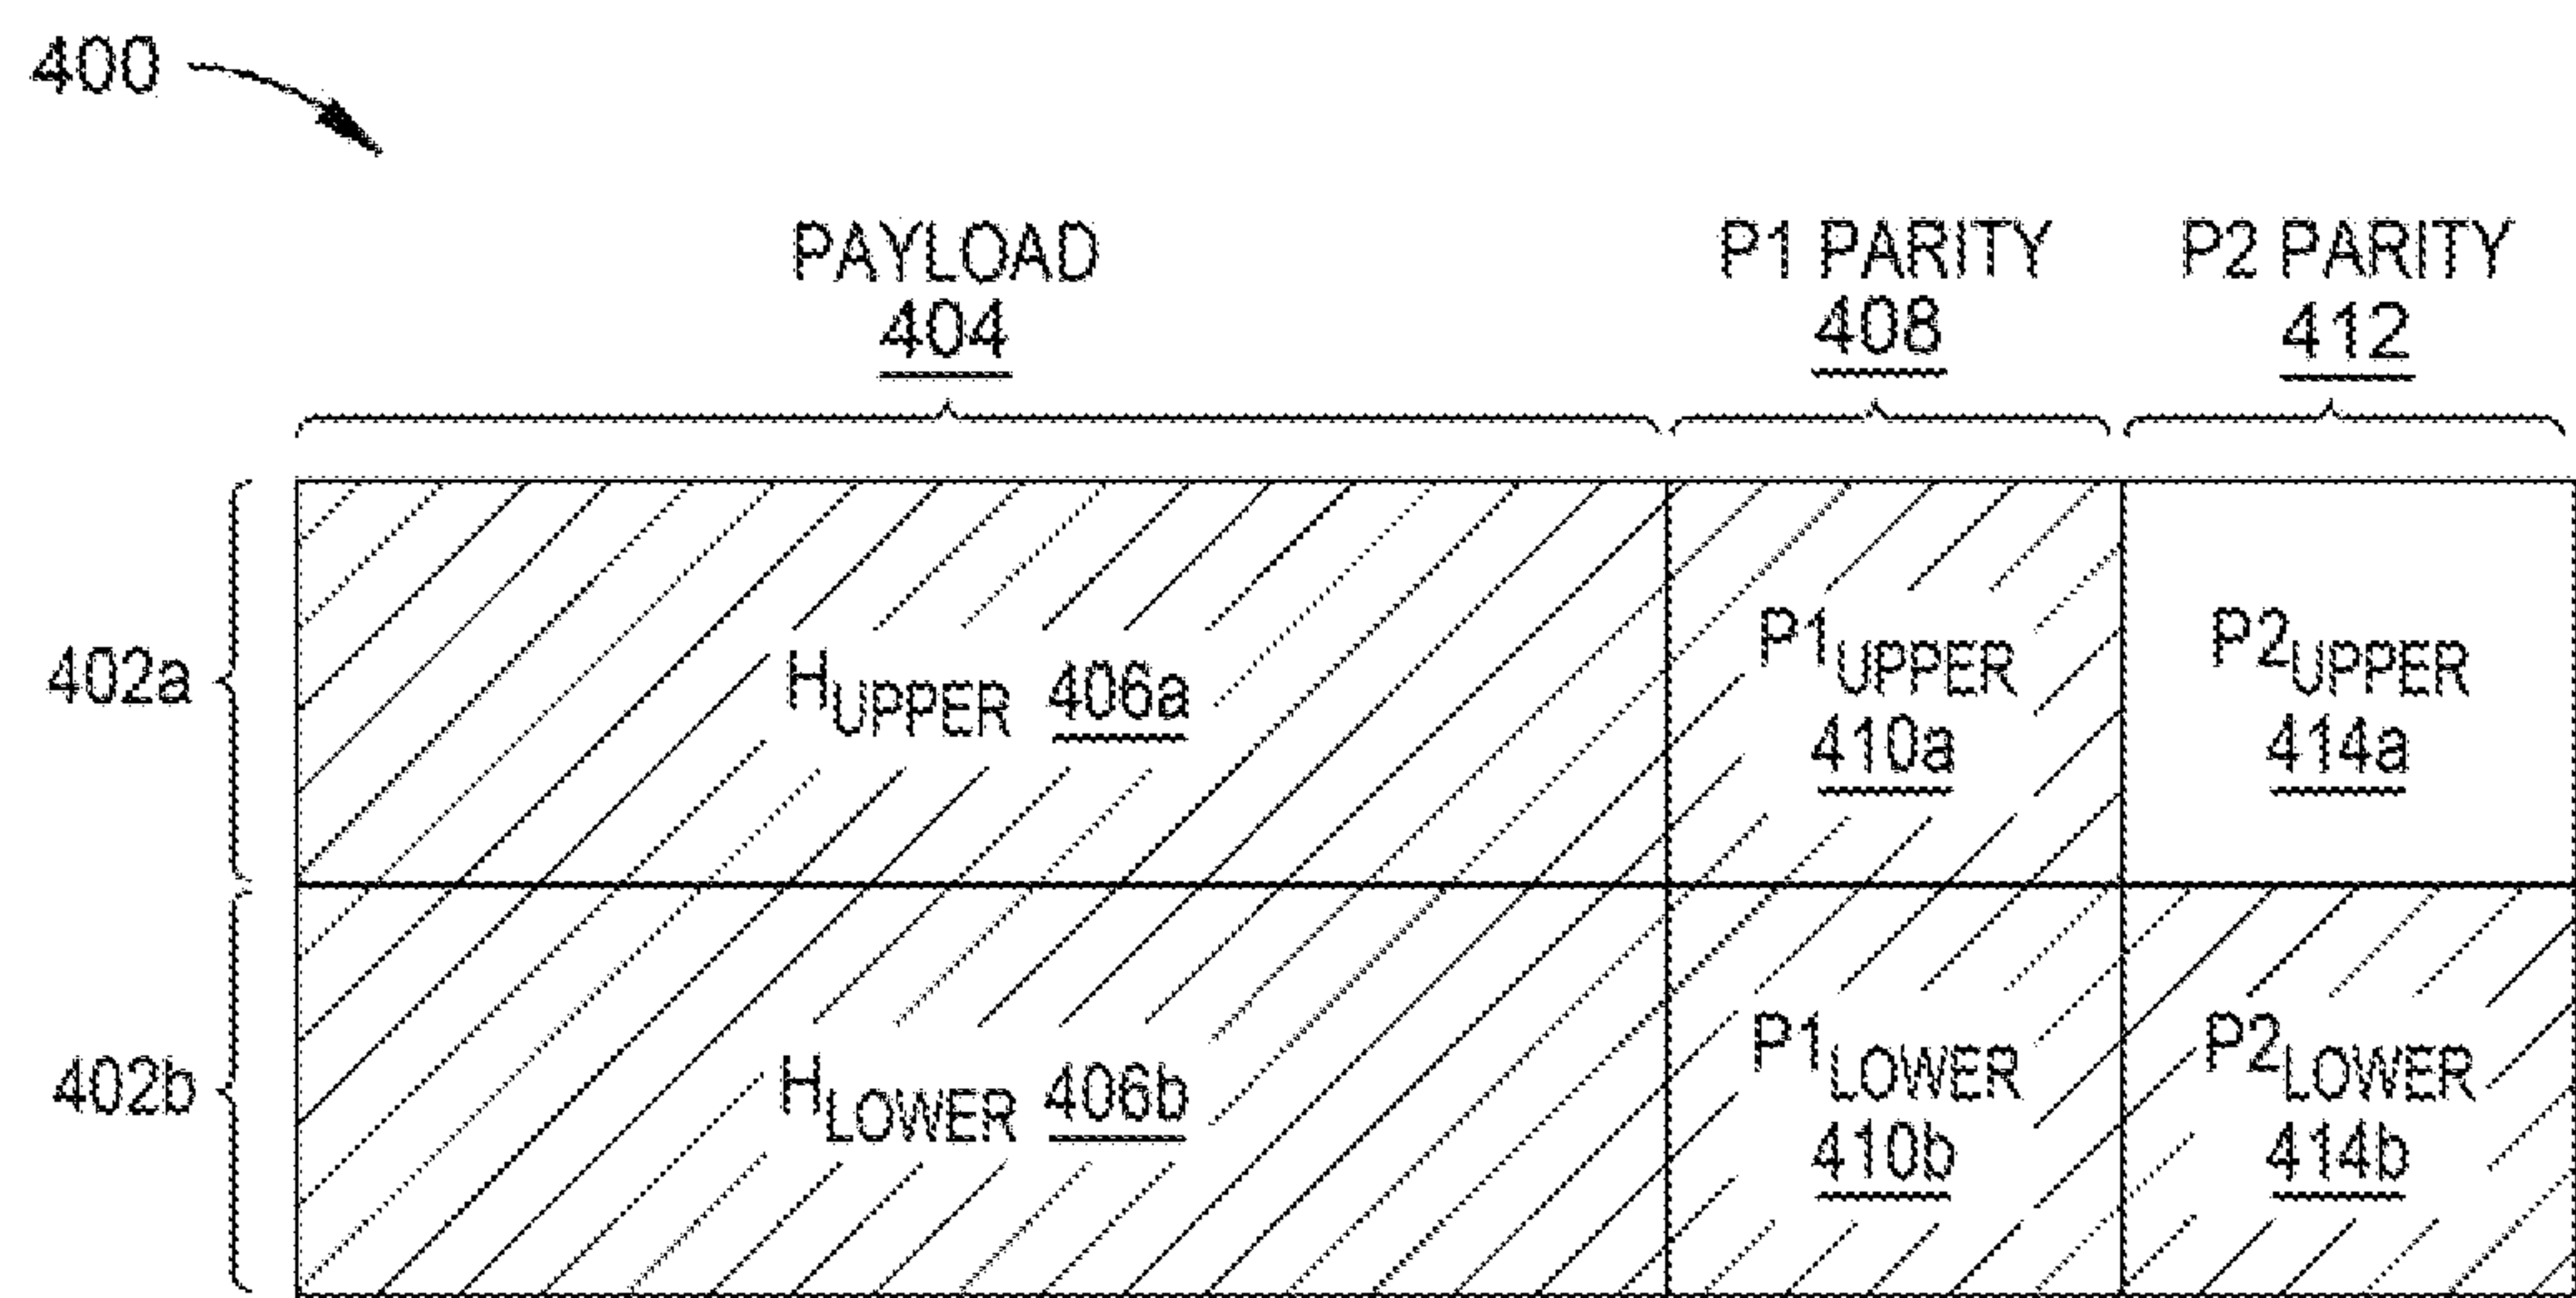 400
PAYLOAD P1 PARITY P2 PARITY
404 408 412
402a
HUPPER 406a
P1UPPER
410a
P2UPPER
414a
402b
HLOWER 406b
P1LOWER
410b
P2LOWER
414b